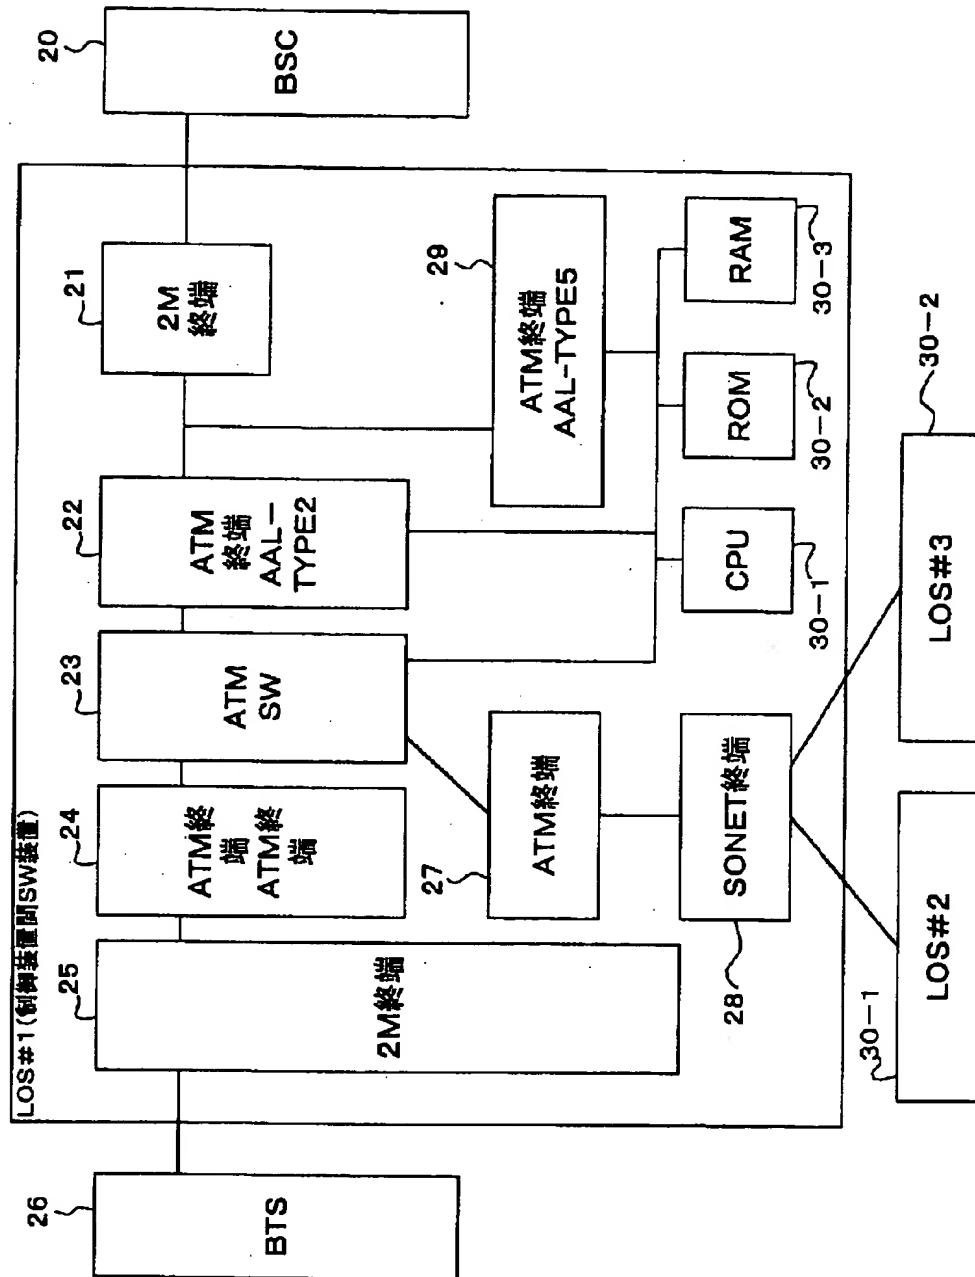 LOS#1(制御装置間SW装置)
26
BTS
25
2M終端
24
ATM終
端
ATM終
端
23
ATM
SW
22
ATM
終端
AAL-
TYPE2
21
2M
終端
20
BSC
27
ATM終端
29
ATM終端
AAL-TYPE5
28
SONET終端
CPU
30-1
ROM
30-2
RAM
30-3
30-1
LOS#2
LOS#3
30-2